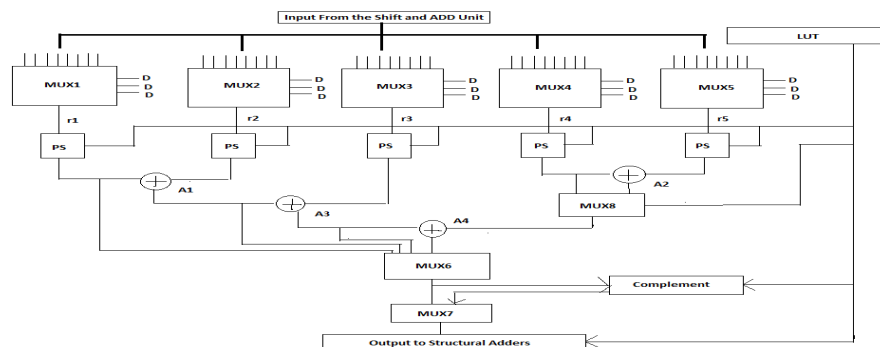 Input From the Shift and ADD Unit
LUT
MUX1
D
D
D
MUX2
D
D
D
MUX3
D
D
D
MUX4
D
D
D
MUX5
D
D
D
r1
r2
r3
r4
r5
PS
PS
PS
PS
PS
A1
A2
A3
MUX8
A4
MUX6
Complement
MUX7
Output to Structural Adders